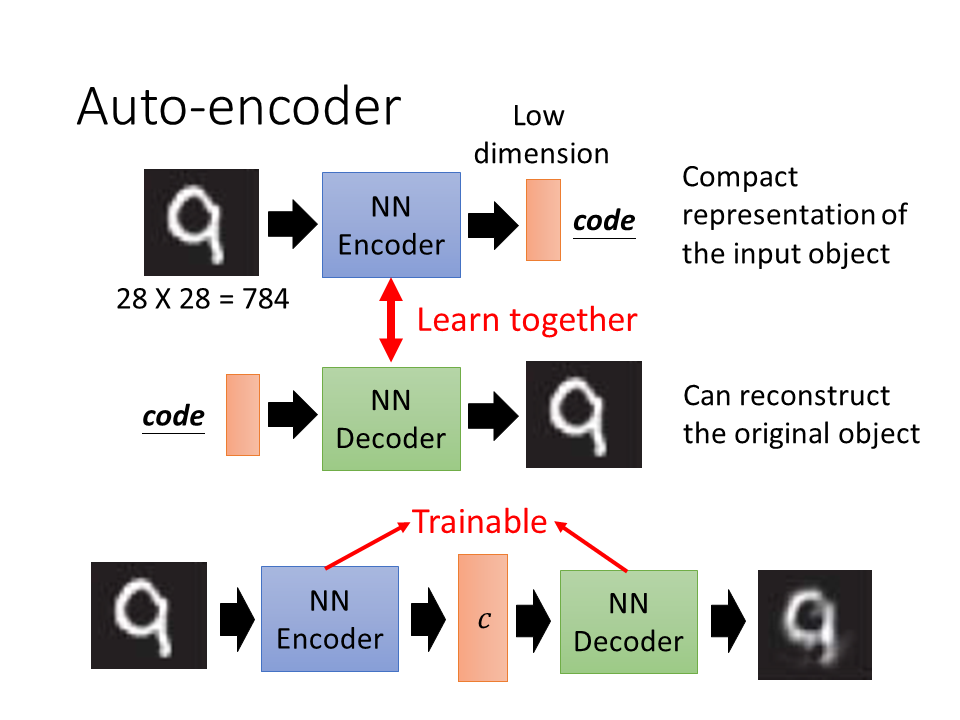 Auto-encoder
Low
dimension
NN
Encoder
code
Compact
representation of
the input object
28 X 28 = 784
Learn together
code
NN
Decoder
Can reconstruct
the original object
Trainable
NN
Encoder
c
NN
Decoder